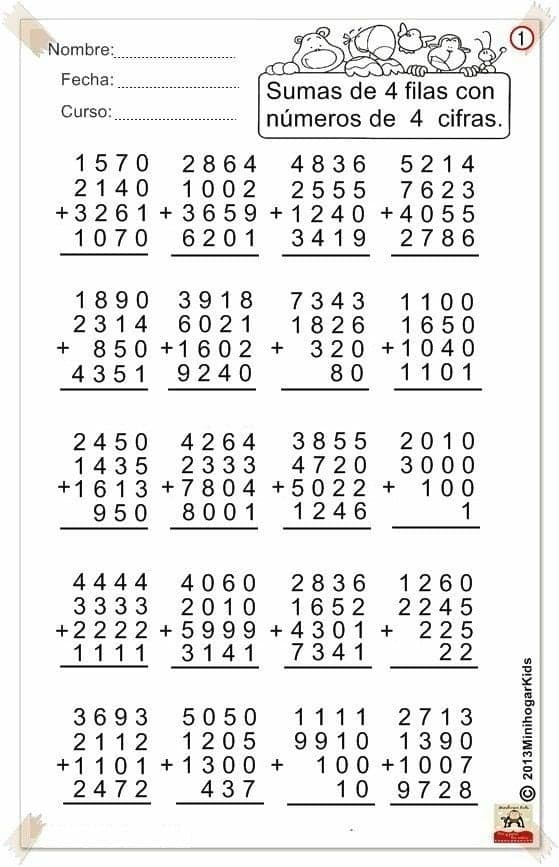 1
Nombre:
Fecha:
Curso:
Sumas de 4 filas con
números de 4 cifras.
1570 2864 4836 5214
2140 1002 2555 7623
+3261 +3659 +1240 +4055
1070 6201 3419 2786
1890 3918 7343 1100
2314 6021 1826 1650
+ 850 +1602 + 320 +1040
4351 9240 80 1101
2450 4264 3855 2010
1435 2333 4720 3000
+1613 +7804 +5022 + 100
950 8001 1246 1
4444 4060 2836 1260
3333 2010 1652 2245
+2222 +5999 +4301 + 225
1111 3141 7341 22
3693 5050 1111 2713
2112 1205 9910 1390
+1101 +1300 + 100 +1007
2472 437 10 9728
© 2013MinihogarKids